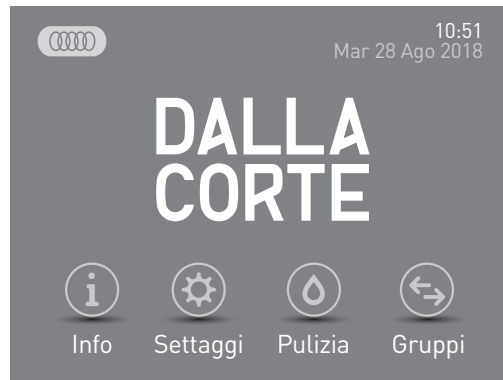 10:51
Mar 28 Ago 2018
DALLA
CORTE
Info Settaggi Pulizia Gruppi